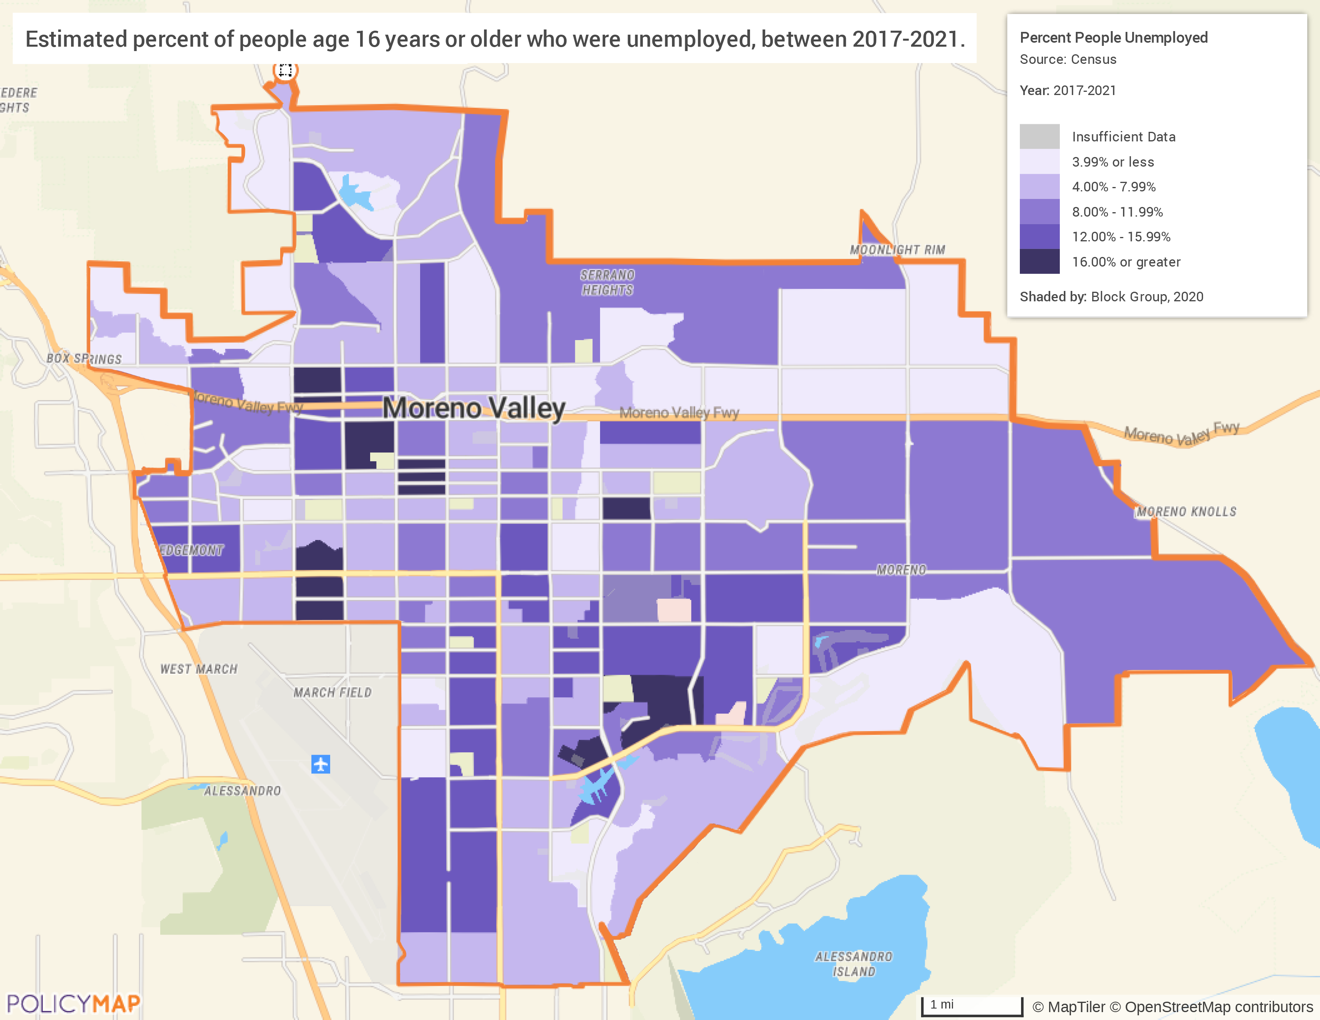 Estimated percent of people age 16 years or older who were unemployed, between 2017-2021.
Percent People Unemployed
Source: Census
Year: 2017-2021
Insufficient Data
3.99% or less
4.00% - 7.99%
8.00% - 11.99%
12.00% - 15.99%
16.00% or greater
Shaded by: Block Group, 2020
EDERE
GHTS
MOONLIGHT RIM
SERRANO
HEIGHTS
BOX SPRINGS
Moreno Valley Fwy
Moreno Valley
Moreno Valley Fwy
Moreno Valley Fwy
MORENO KNOLLS
EDGEMONT
MORENO
WEST MARCH
MARCH FIELD
ALESSANDRO
ALESSANDRO
ISLAND
POLICYMAP
1 mi
© MapTiler © OpenStreetMap contributors